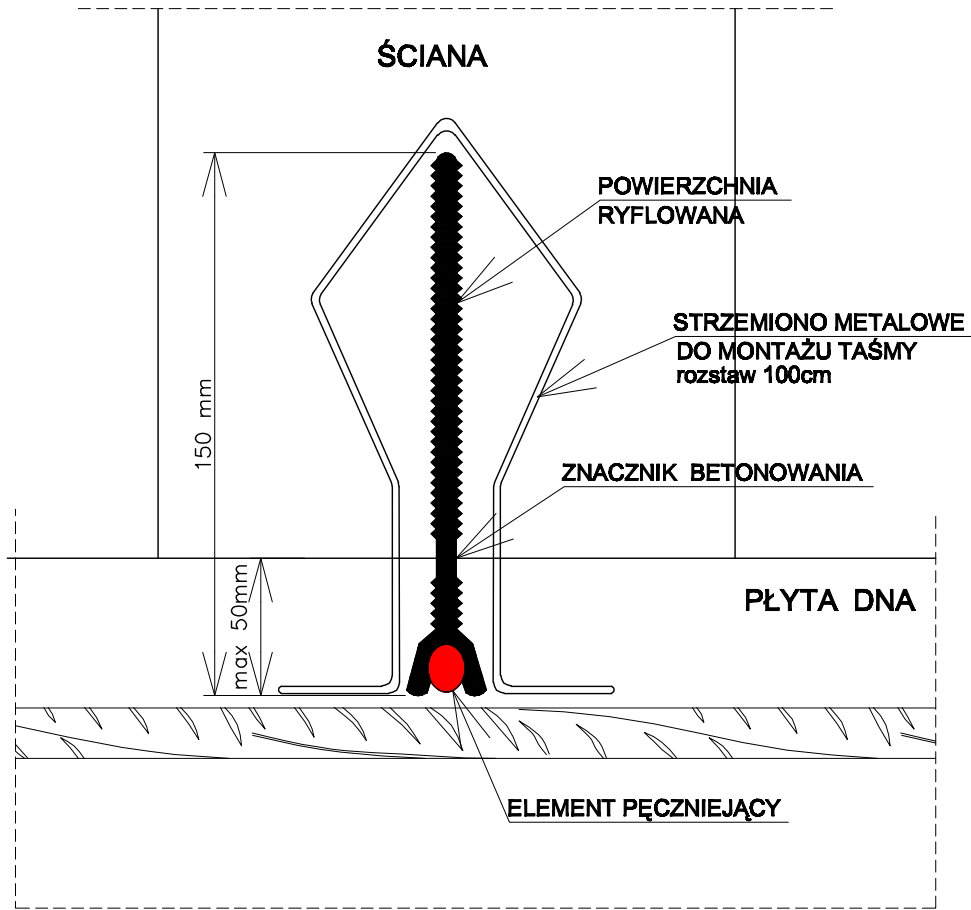 ŚCIANA
POWIERZCHNIA
RYFLOWANA
STRZEMIONO METALOWE
DO MONTAŻU TAŚMY
rozstaw 100cm
150 mm
ZNACZNIK BETONOWANIA
max 50mm
PŁYTA DNA
ELEMENT PĘCZNIEJĄCY